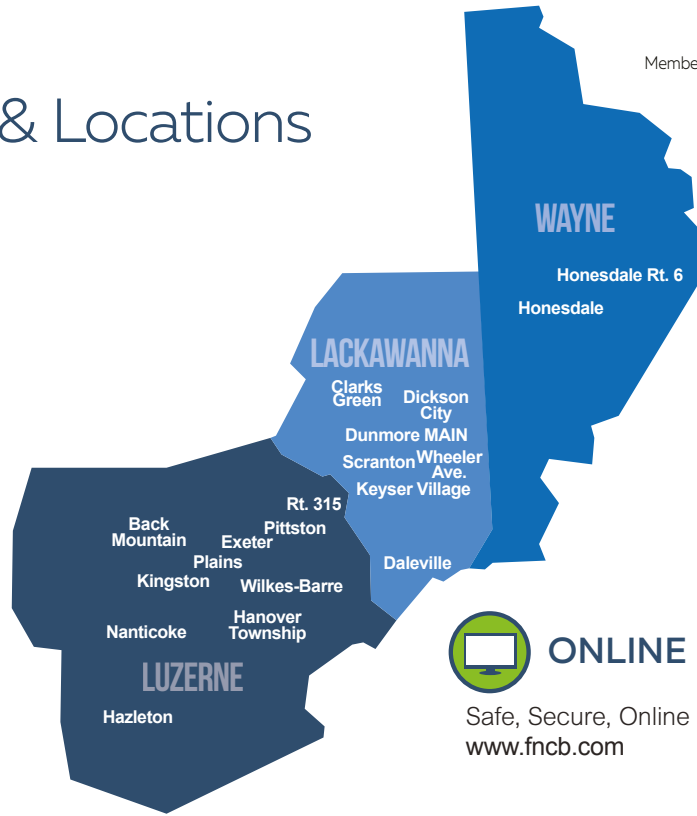 Membe
& Locations
WAYNE
Honesdale Rt. 6
Honesdale
LACKAWANNA
Clarks
Green
Dickson
City
Dunmore MAIN
Scranton
Wheeler
Ave.
Keyser Village
Daleville
Rt. 315
Pittston
Back
Mountain
Exeter
Plains
Kingston
Wilkes-Barre
Nanticoke
Hanover
Township
LUZERNE
Hazleton
ONLINE
Safe, Secure, Online
www.fncb.com